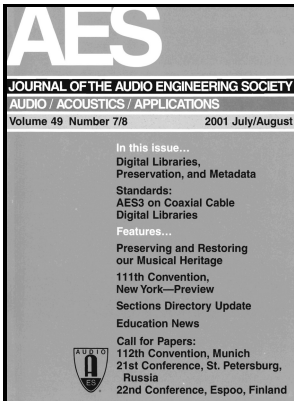 AES
JOURNAL OF THE AUDIO ENGINEERING SOCIETY
AUDIO / ACOUSTICS / APPLICATIONS
Volume 49 Number 7/8 2001 July/August
In this issue…
Digital Libraries,
Preservation, and Metadata
Standards:
AES3 on Coaxial Cable
Digital Libraries
Features…
Preserving and Restoring
our Musical Heritage
111th Convention,
New York—Preview
Sections Directory Update
Education News
Call for Papers:
112th Convention, Munich
21st Conference, St. Petersburg,
Russia
22nd Conference, Espoo, Finland
AUDIO
AES